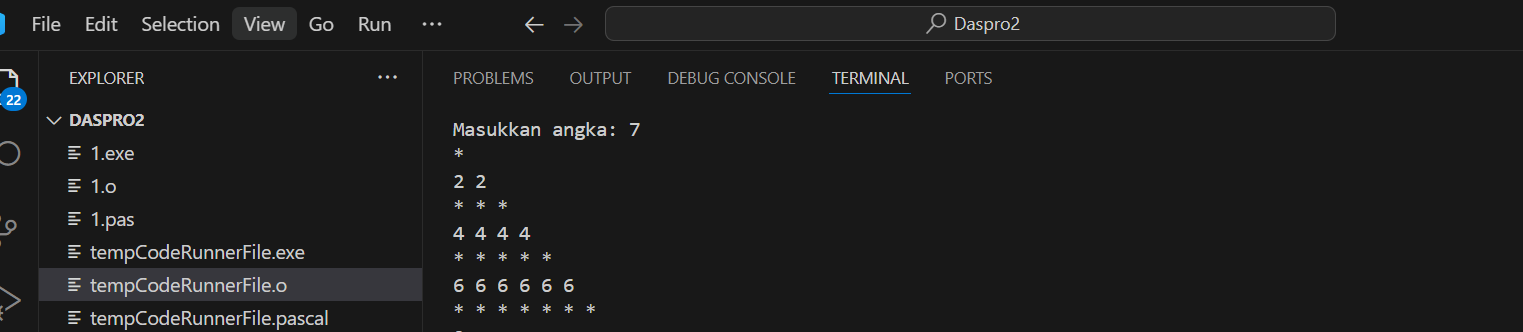 File Edit Selection View Go Run ···
Daspro2
22
EXPLORER ···
DASPRO2
1.exe
1.o
1.pas
tempCodeRunnerFile.exe
tempCodeRunnerFile.o
tempCodeRunnerFile.pascal
PROBLEMS OUTPUT DEBUG CONSOLE TERMINAL PORTS
Masukkan angka: 7
*
2 2
* * *
4 4 4 4
* * * * *
6 6 6 6 6 6
* * * * * * *